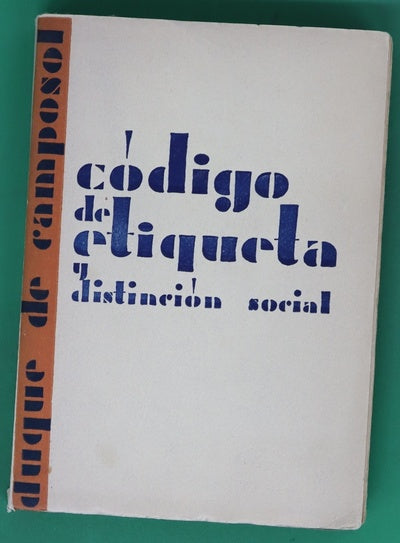 duque de camposol
código
de
etiqueta
y
distinción social